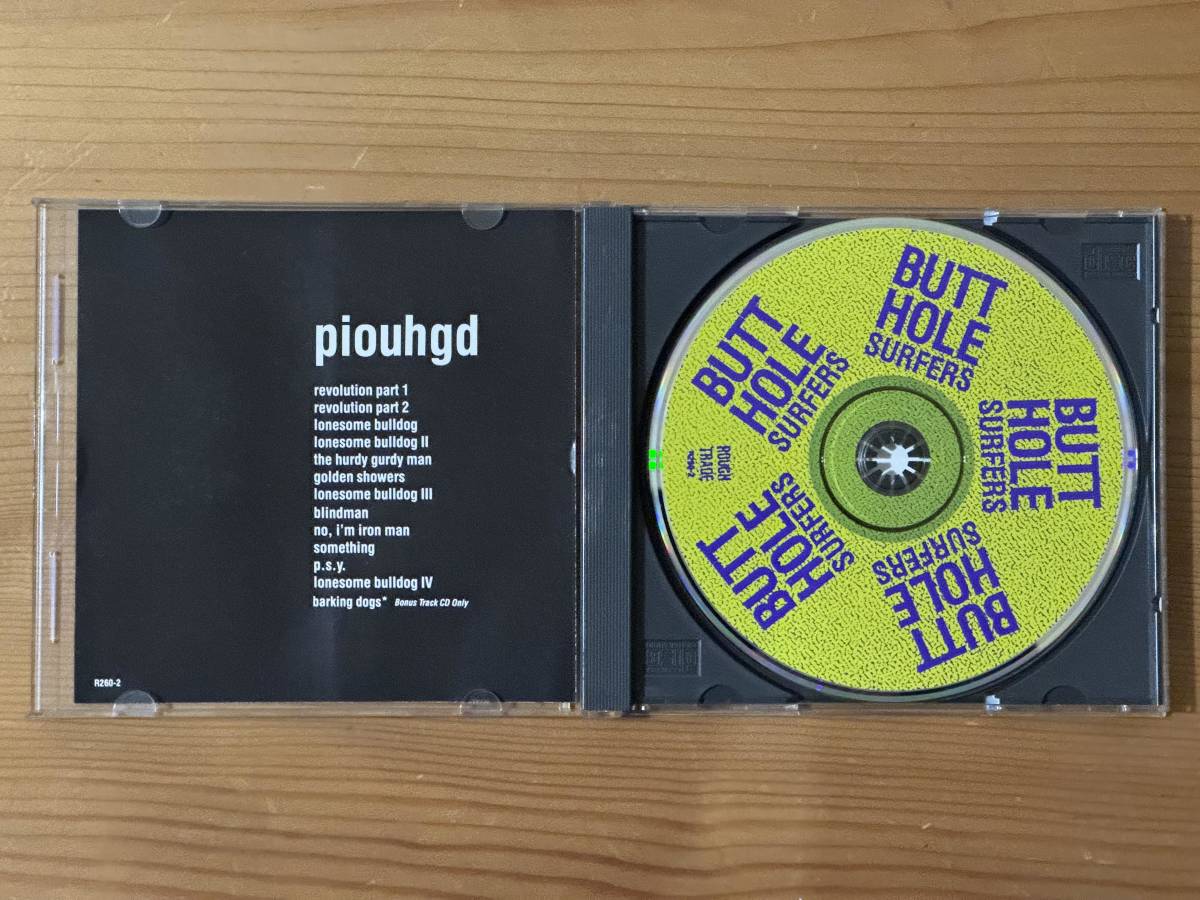 piouhgd
revolution part 1
revolution part 2
lonesome bulldog
lonesome bulldog II
the hurdy gurdy man
golden showers
lonesome bulldog III
blindman
no, i'm iron man
something
p.s.y.
lonesome bulldog IV
barking dogs* Bonus Track CD Only
R260-2
BUTT
HOLE
SURFERS
BUTT
HOLE
SURFERS
BUTT
HOLE
SURFERS
BUTT
HOLE
SURFERS
BUTT
HOLE
SURFERS
ROUGH
TRADE
R260-2